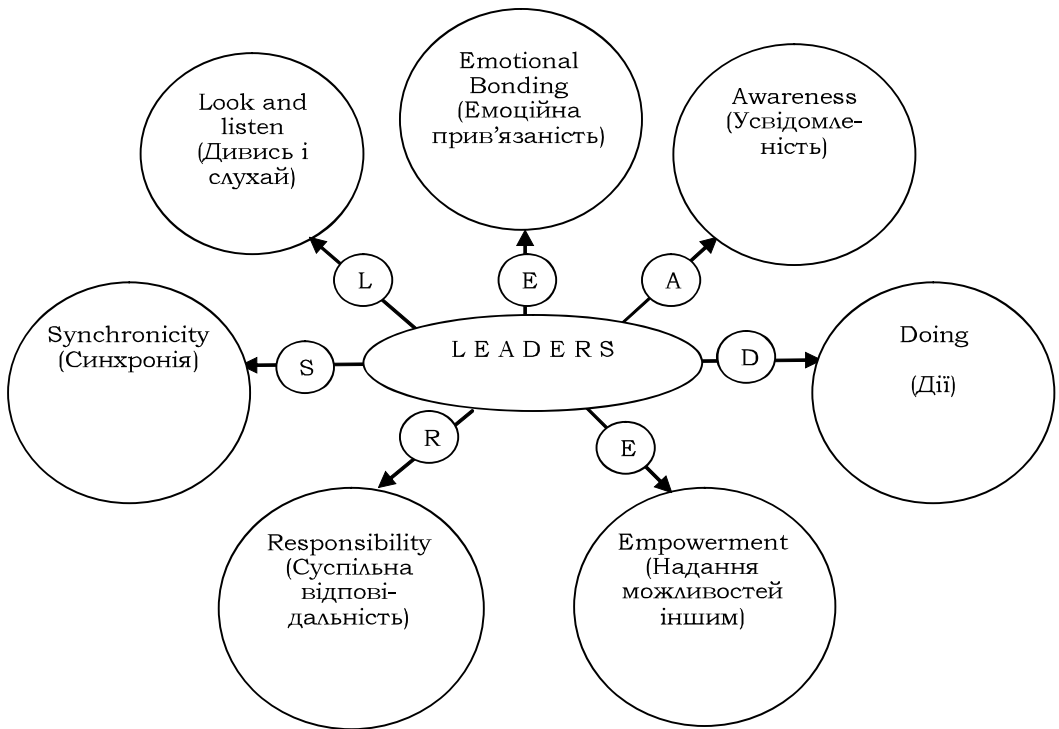 Emotional
Bonding
(Емоційна
прив’язаність)
Look and
listen
(Дивись і
слухай)
Awareness
(Усвідомле-
ність)
L
E
A
Synchronicity
(Синхронія)
S
L E A D E R S
D
Doing
(Дії)
R
E
Responsibility
(Суспільна
відпові-
дальність)
Empowerment
(Надання
можливостей
іншим)